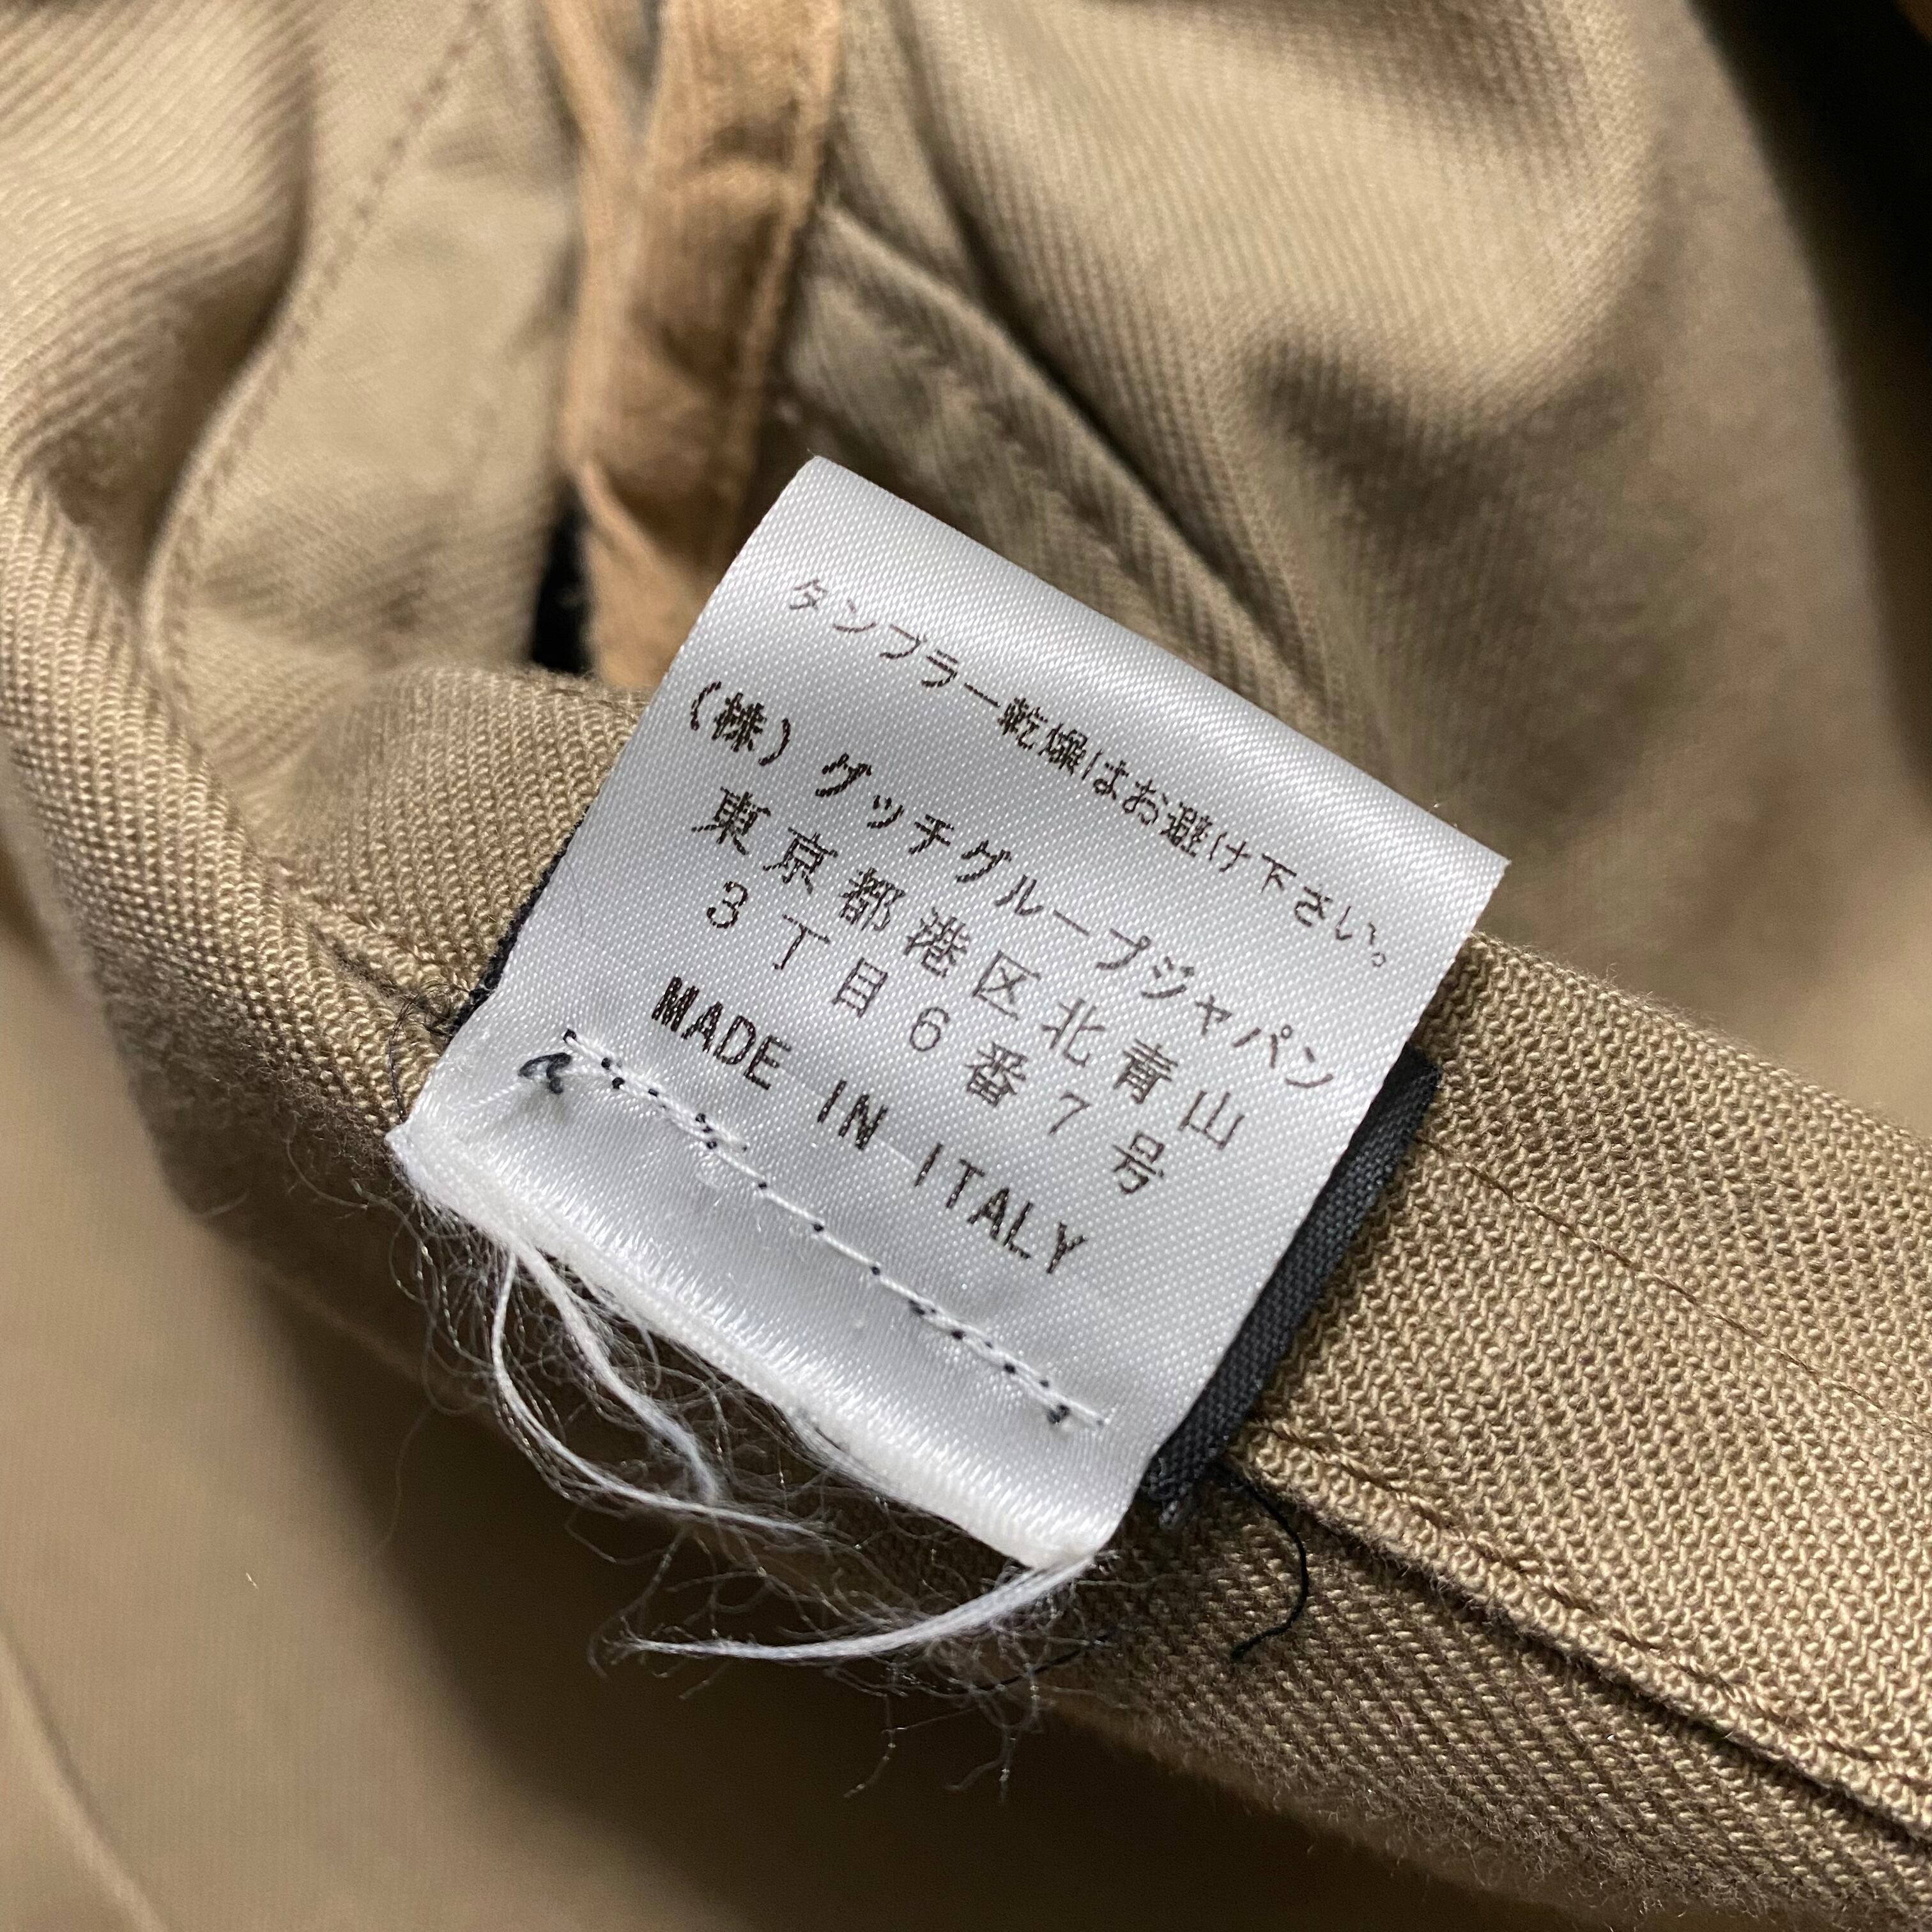 タンブラー乾燥はお避け下さい。
(株)グッチグループジャパン
東京都港区北青山
3丁目6番7号
MADE IN ITALY